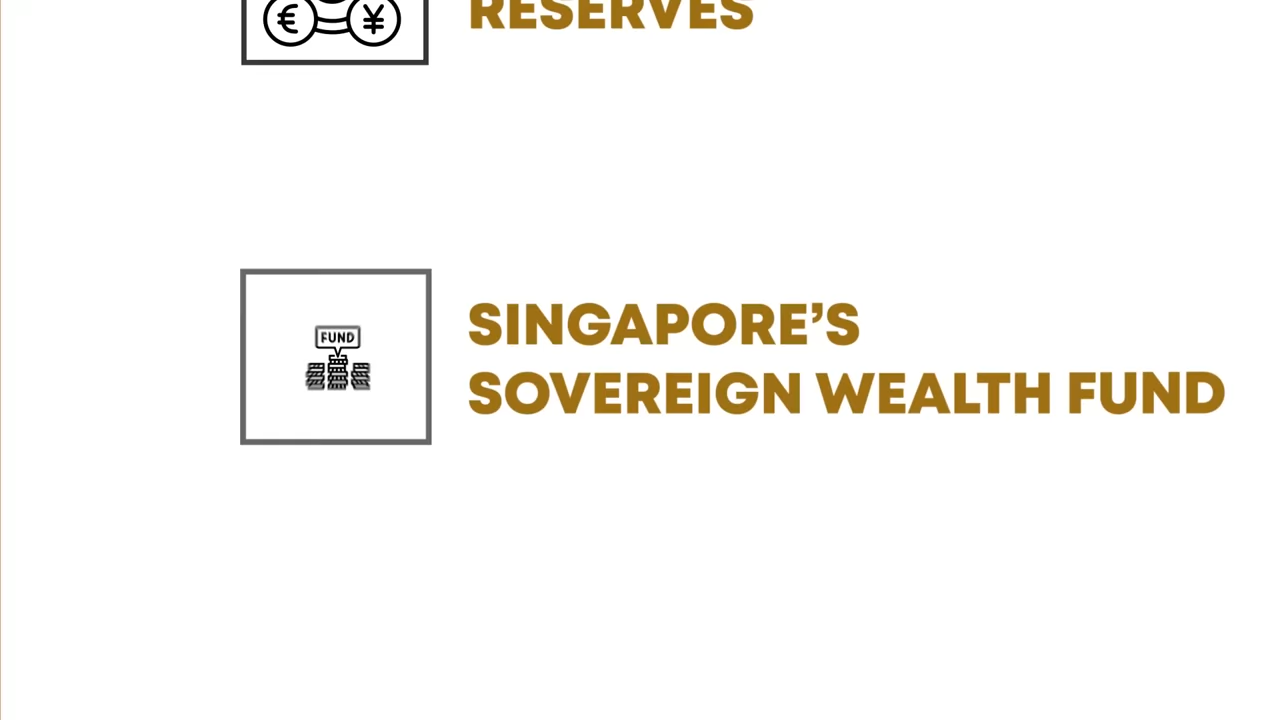 € ¥
RESERVES
FUND
SINGAPORE’S
SOVEREIGN WEALTH FUND